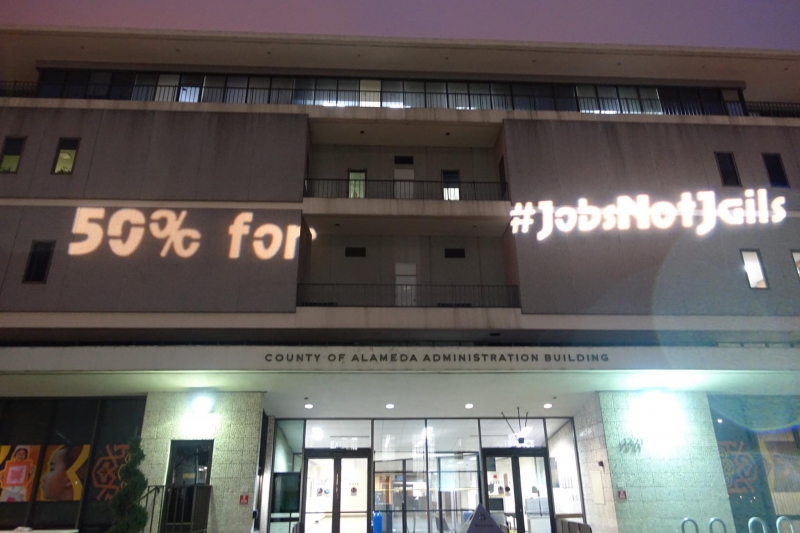 50% for #JobsNotJails
COUNTY OF ALAMEDA ADMINISTRATION BUILDING